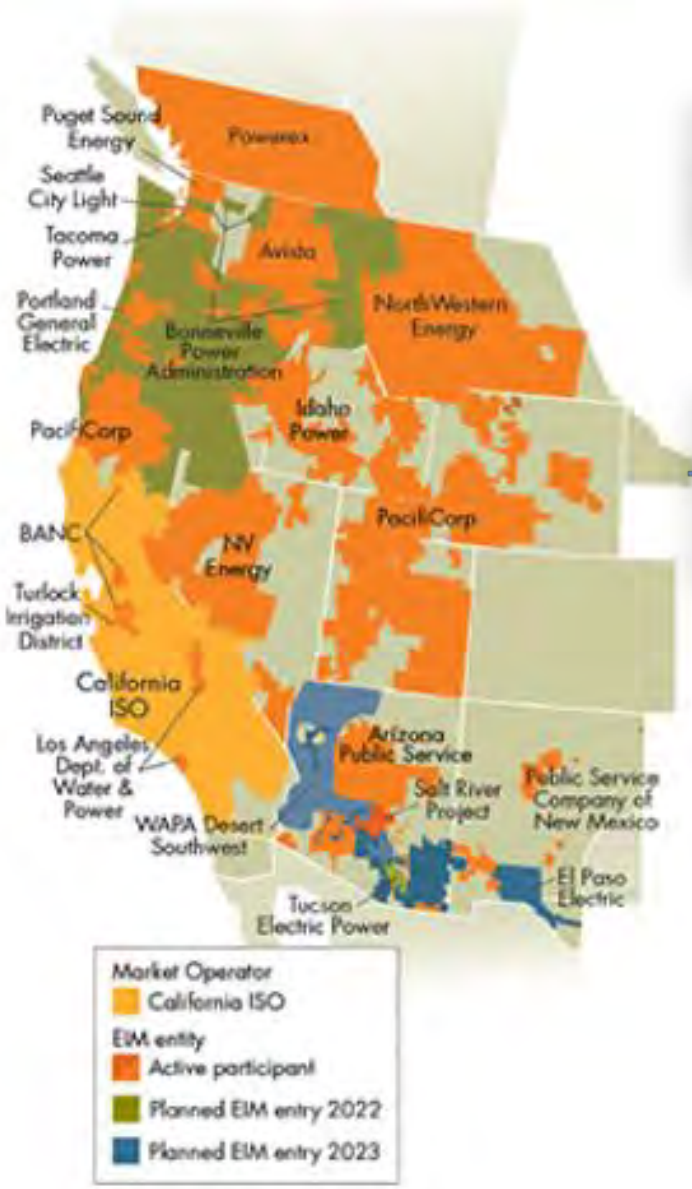 Powerex
Puget Sound
Energy
Seattle
City Light
Tacoma
Power
Avista
Portland
General
Electric
Bonneville
Power
Administration
NorthWestern
Energy
Idaho
Power
PacifiCorp
PacifiCorp
BANC
NV
Energy
Turlock
Irrigation
District
California
ISO
Los Angeles
Dept. of
Water &
Power
Arizona
Public Service
Salt River
Project
Public Service
Company of
New Mexico
WAPA Desert
Southwest
El Paso
Electric
Tucson
Electric Power
Market Operator
California ISO
EIM entity
Active participant
Planned EIM entry 2022
Planned EIM entry 2023